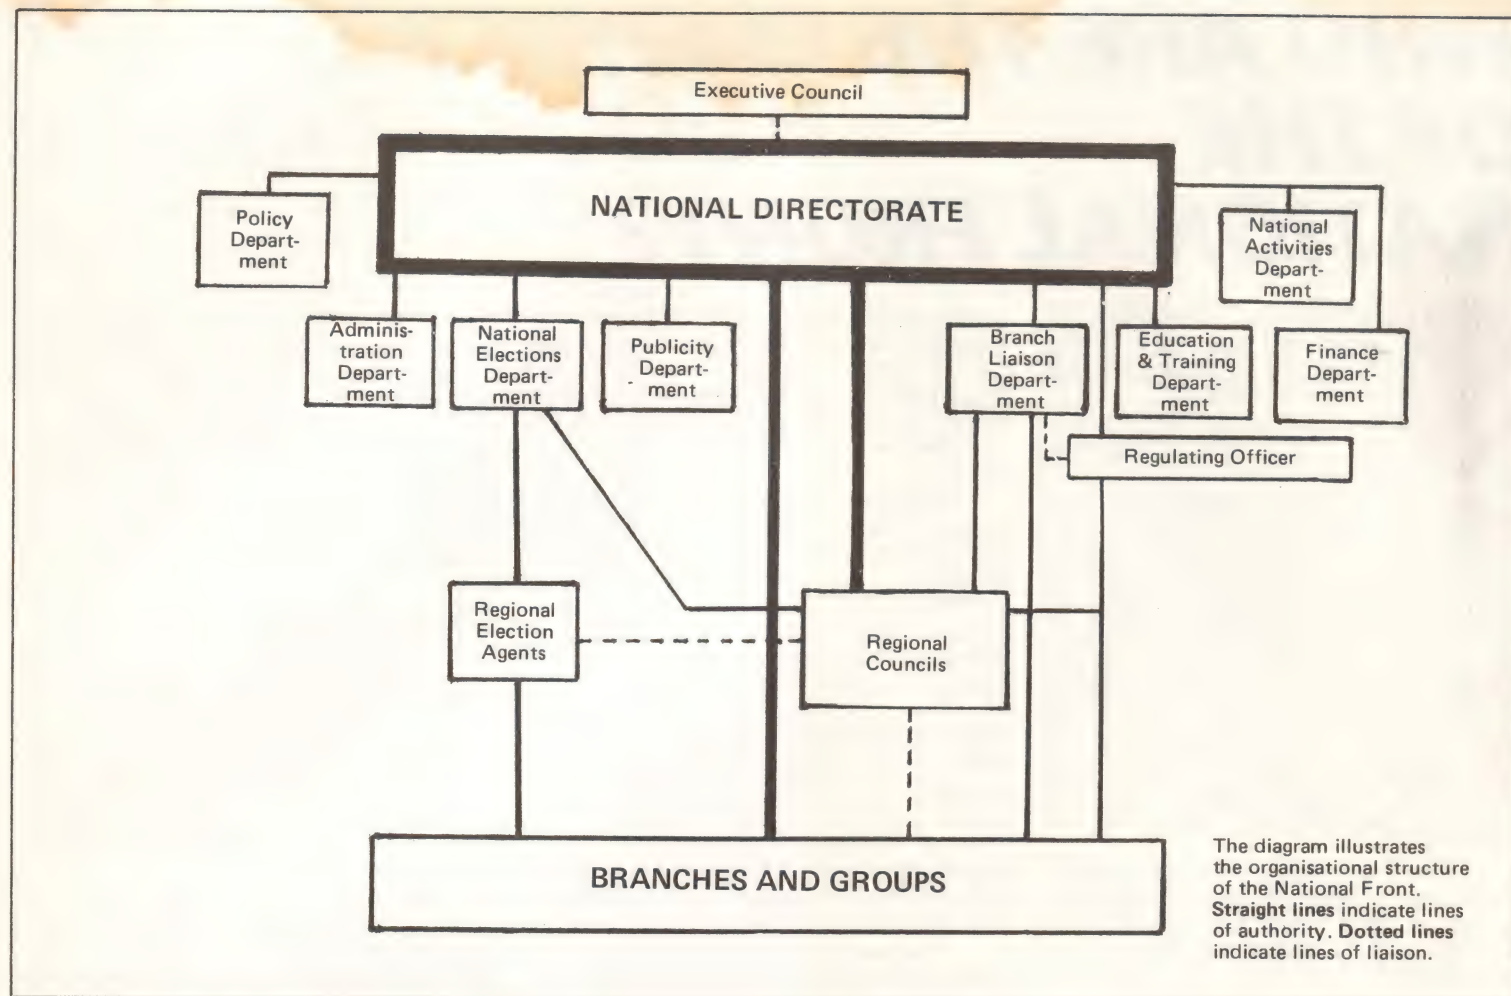 Executive Council
NATIONAL DIRECTORATE
Policy
Depart-
ment
National
Activities
Depart-
ment
Adminis-
tration
Depart-
ment
National
Elections
Depart-
ment
Publicity
Depart-
ment
Branch
Liaison
Depart-
ment
Education
& Training
Depart-
ment
Finance
Depart-
ment
Regulating Officer
Regional
Election
Agents
Regional
Councils
BRANCHES AND GROUPS
The diagram illustrates
the organisational structure
of the National Front.
Straight lines indicate lines
of authority. Dotted lines
indicate lines of liaison.